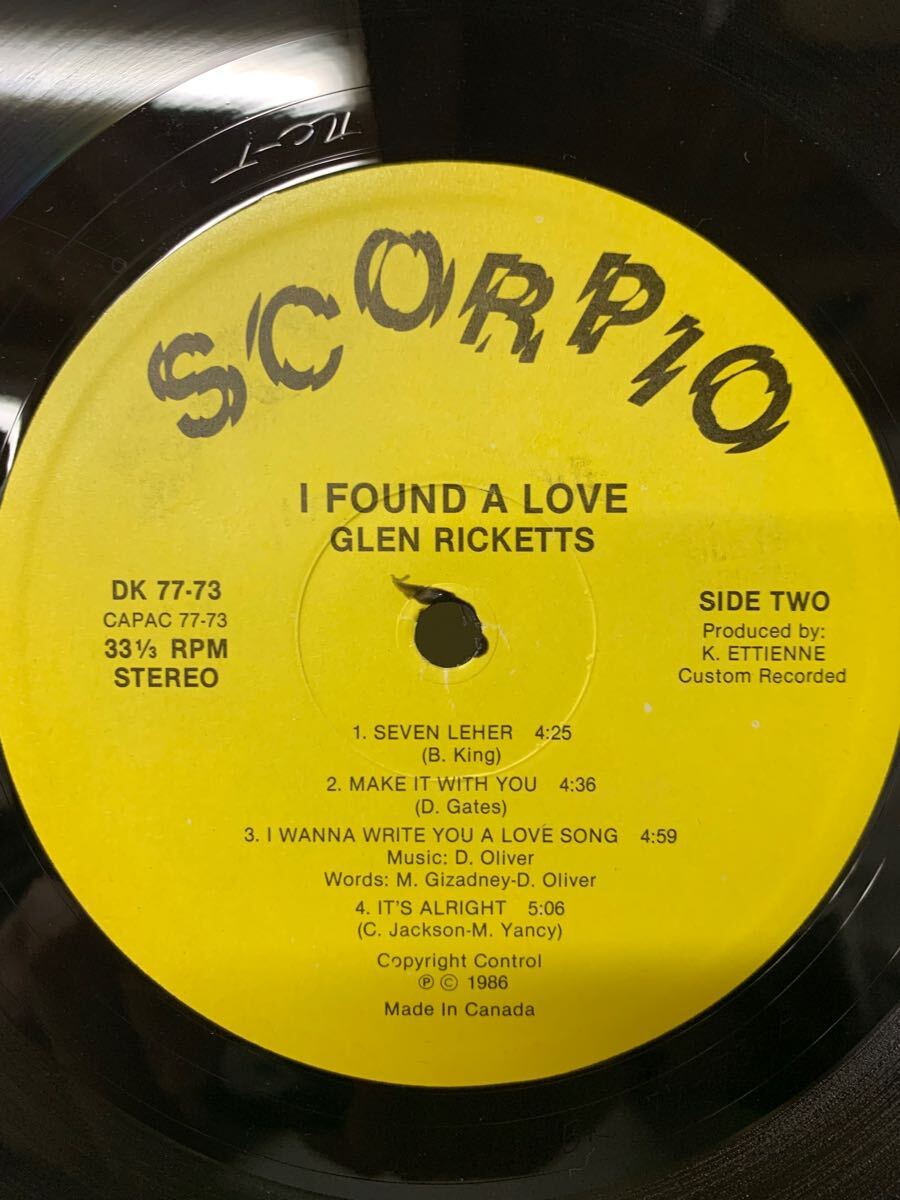 SCORPIO
I FOUND A LOVE
GLEN RICKETTS
DK 77-73
CAPAC 77-73
33⅓ RPM
STEREO
SIDE TWO
Produced by:
K. ETTIENNE
Custom Recorded
1. SEVEN LEHER 4:25
(B. King)
2. MAKE IT WITH YOU 4:36
(D. Gates)
3. I WANNA WRITE YOU A LOVE SONG 4:59
Music: D. Oliver
Words: M. Gizadney-D. Oliver
4. IT'S ALRIGHT 5:06
(C. Jackson-M. Yancy)
Copyright Control
℗ © 1986
Made In Canada